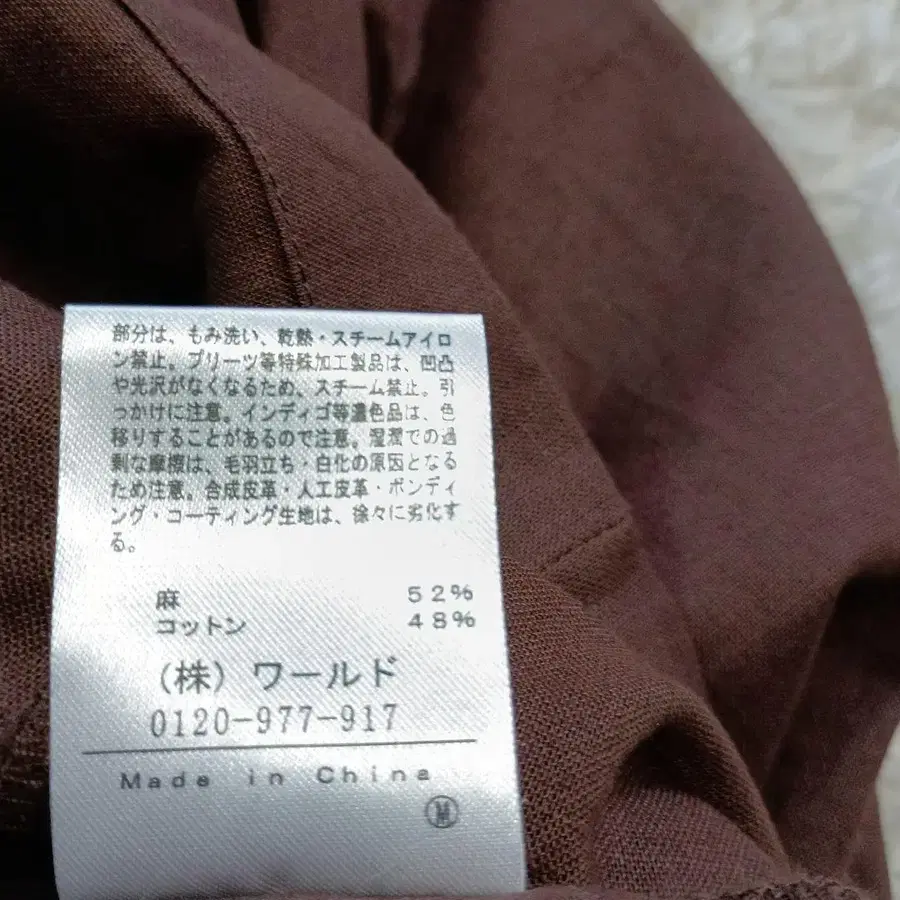 部分は、もみ洗い、乾熱・スチームアイロ
ン禁止。プリーツ等特殊加工製品は、凹凸
や光沢がなくなるため、スチーム禁止。引
っかけに注意。インディゴ等濃色品は、色
移りすることがあるので注意。湿潤での過
剰な摩擦は、毛羽立ち・白化の原因となる
ため注意。合成皮革・人工皮革・ボンディ
ング・コーティング生地は、徐々に劣化す
る。
麻 52%
コットン 48%
(株) ワールド
0120-977-917
Made in China
M